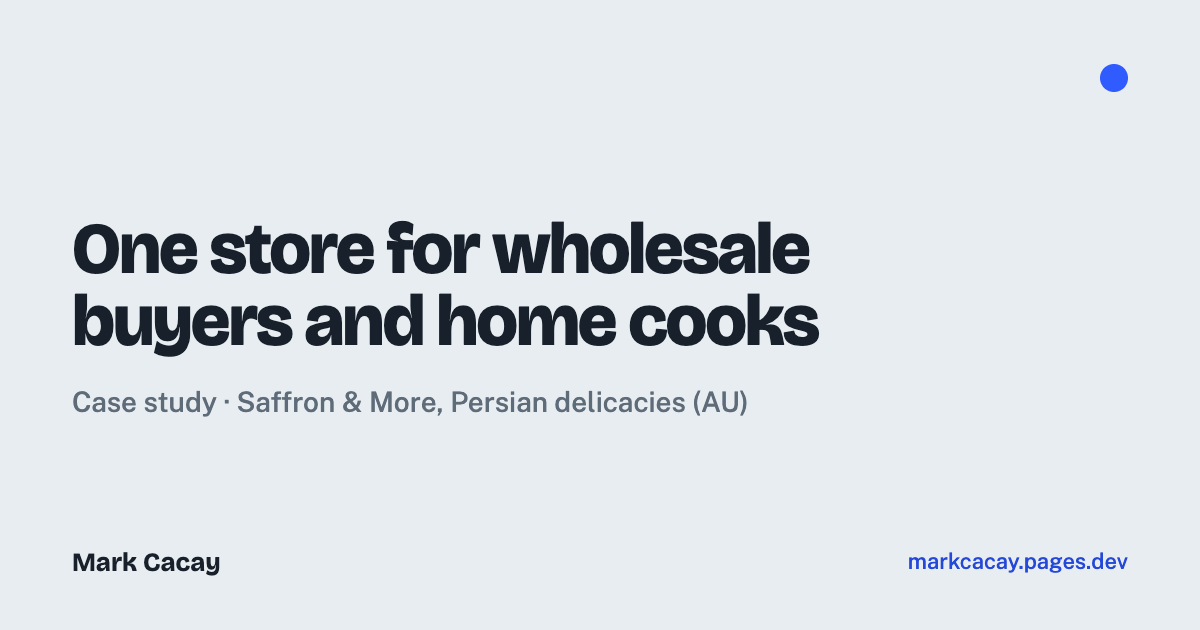 One store for wholesale
buyers and home cooks
Case study · Saffron & More, Persian delicacies (AU)
Mark Cacay
markcacay.pages.dev